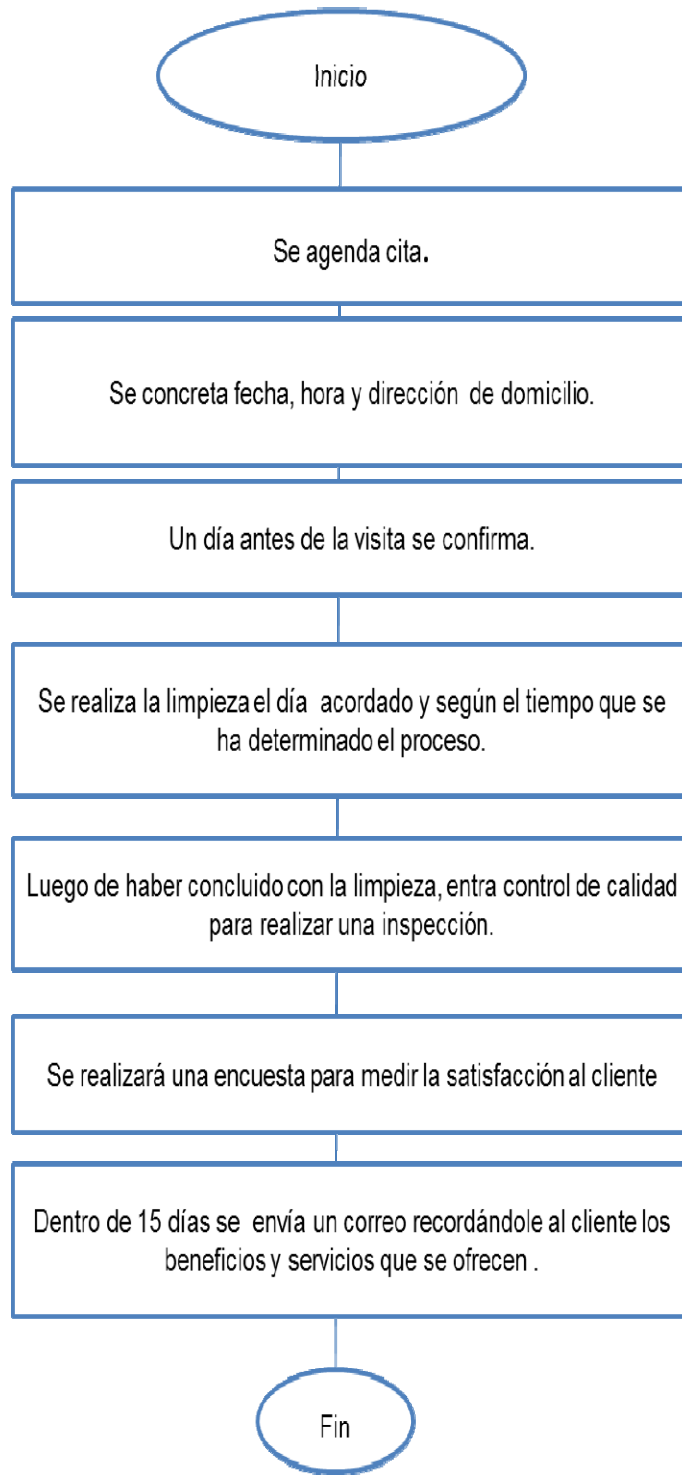 Inicio
Se agenda cita.
Se concreta fecha, hora y dirección de domicilio.
Un día antes de la visita se confirma.
Se realiza la limpieza el día acordado y según el tiempo que se
ha determinado el proceso.
Luego de haber concluido con la limpieza, entra control de calidad
para realizar una inspección.
Se realizará una encuesta para medir la satisfacción al cliente
Dentro de 15 días se envía un correo recordándole al cliente los
beneficios y servicios que se ofrecen .
Fin